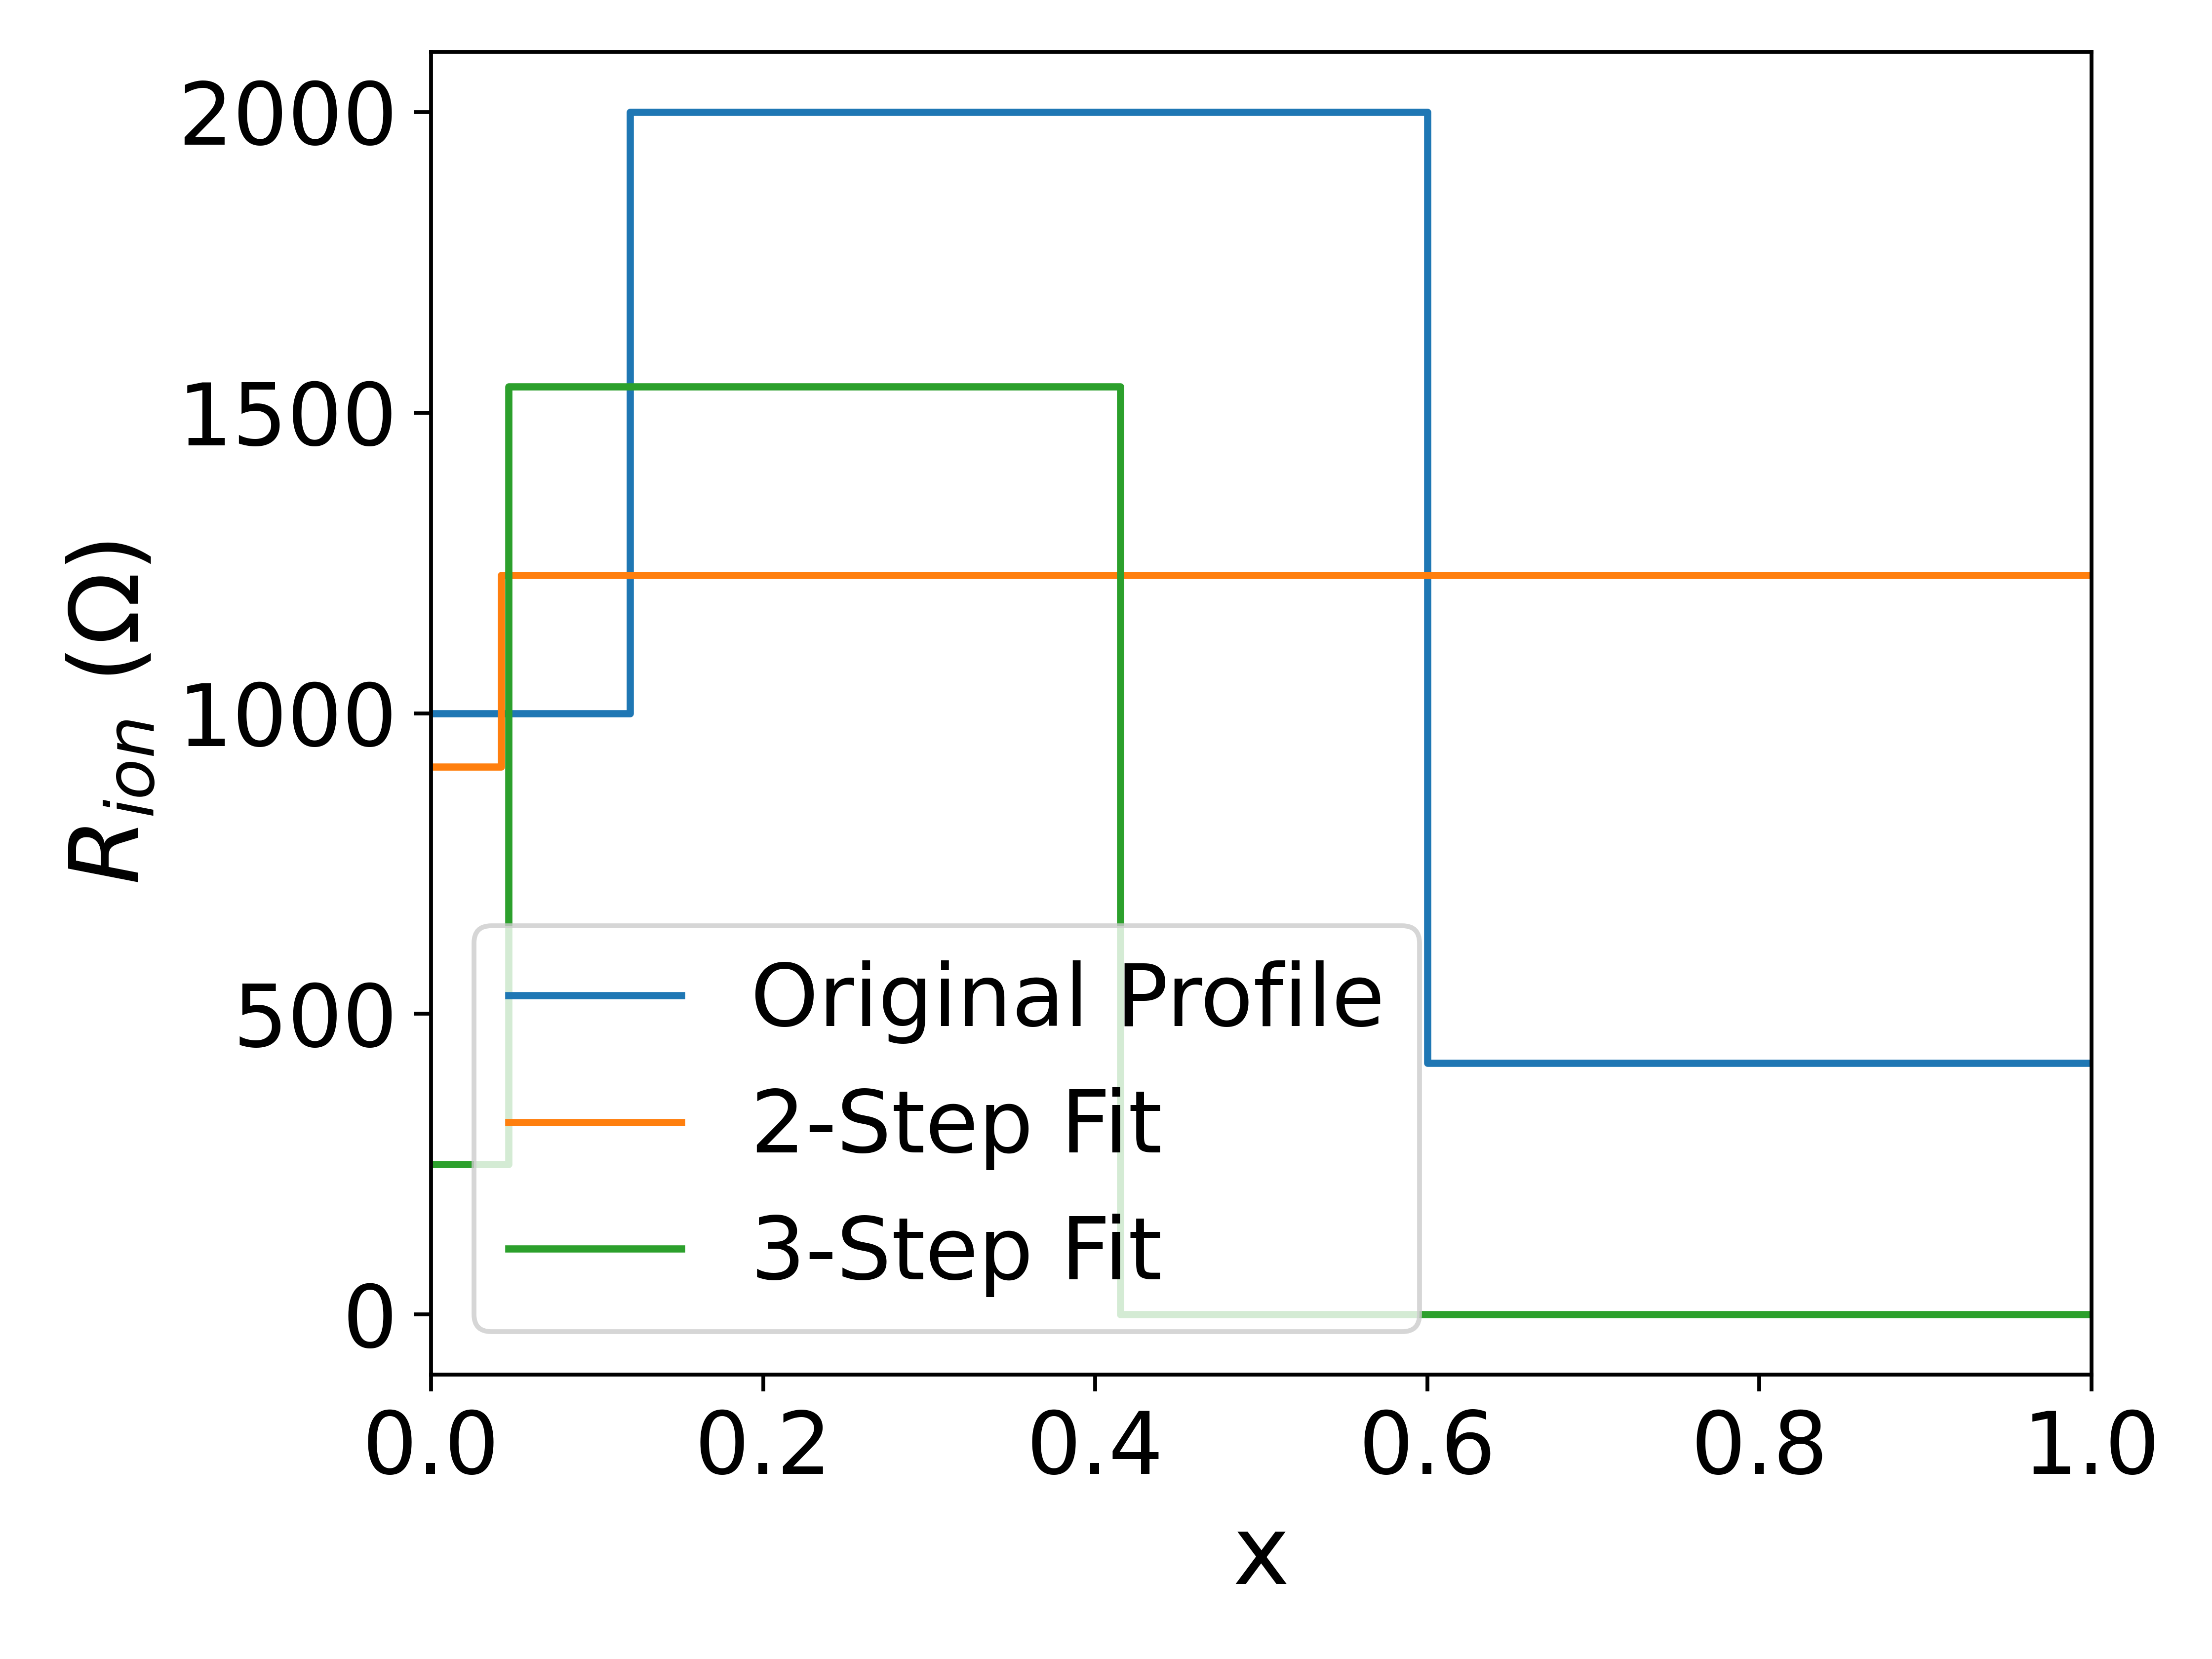 2000
1500
1000
500
0
R_ion (Ω)
Original Profile
2-Step Fit
3-Step Fit
0.0 0.2 0.4 0.6 0.8 1.0
x